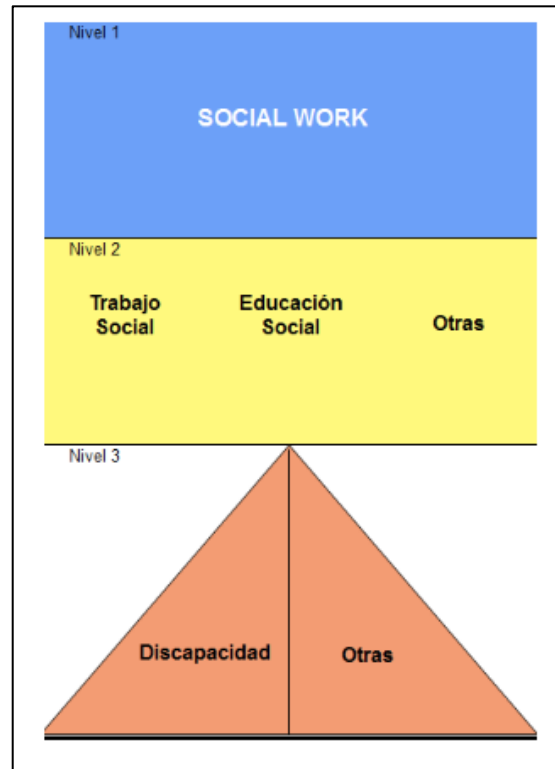 Nivel 1
SOCIAL WORK
Nivel 2
Trabajo
Social
Educación
Social
Otras
Nivel 3
Discapacidad
Otras